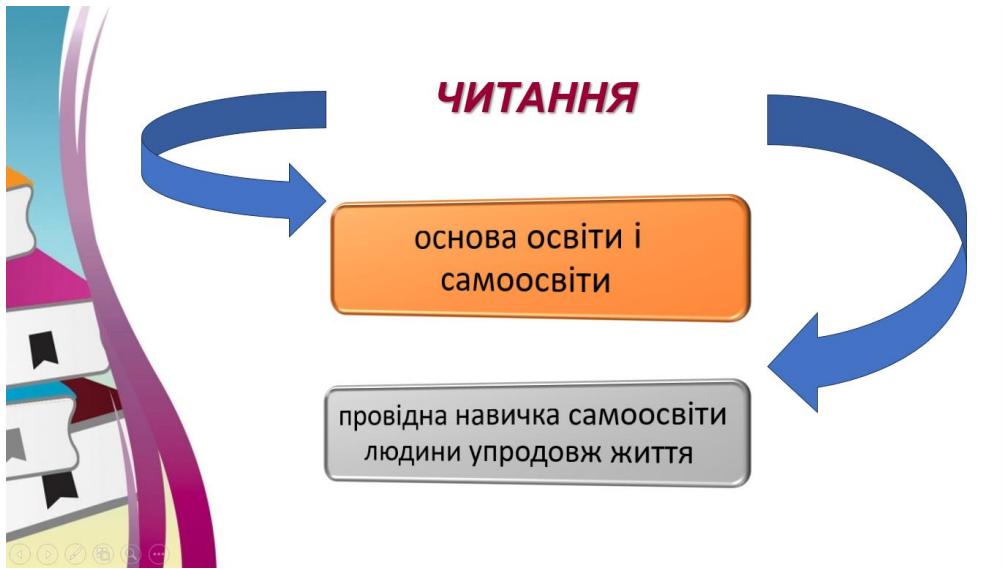 ЧИТАННЯ
основа освіти і
самоосвіти
провідна навичка самоосвіти
людини упродовж життя